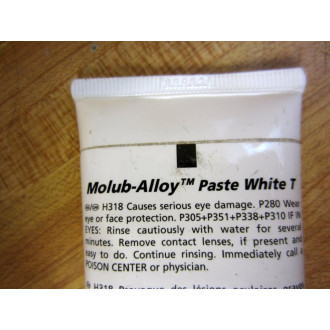 Molub-Alloy™ Paste White T
H318 Causes serious eye damage. P280 Wear
eye or face protection. P305+P351+P338+P310 IF IN
EYES: Rinse cautiously with water for several
minutes. Remove contact lenses, if present and
easy to do. Continue rinsing. Immediately call a
POISON CENTER or physician.
H318 Provoque des lésions oculaires graves